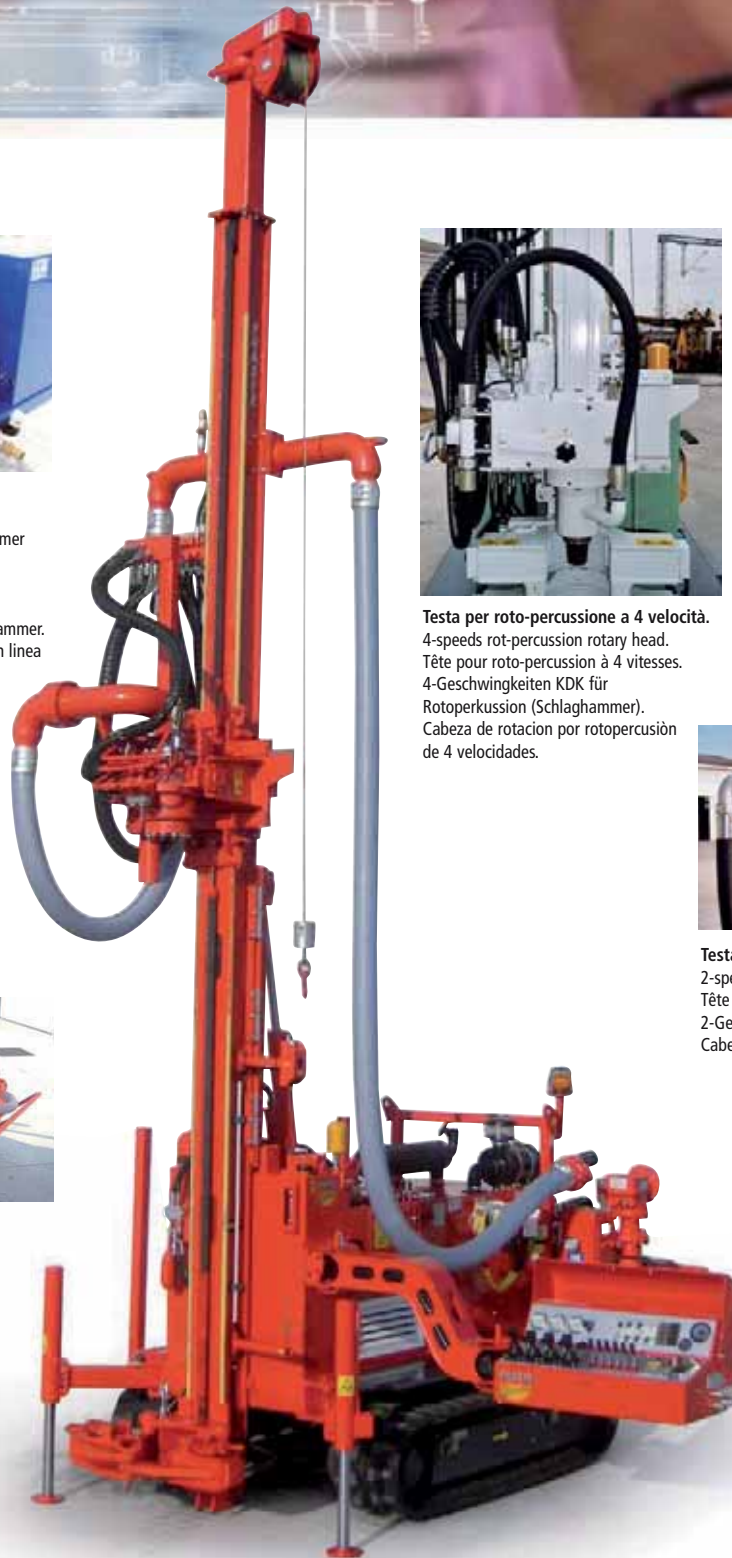 mer
ammer.
n linea
Testa per roto-percussione a 4 velocità.
4-speeds rot-percussion rotary head.
Tête pour roto-percussion à 4 vitesses.
4-Geschwingkeiten KDK für
Rotoperkussion (Schlaghammer).
Cabeza de rotacion por rotopercusiòn
de 4 velocidades.
Testa
2-spe
Tête
2-Ge
Cabe